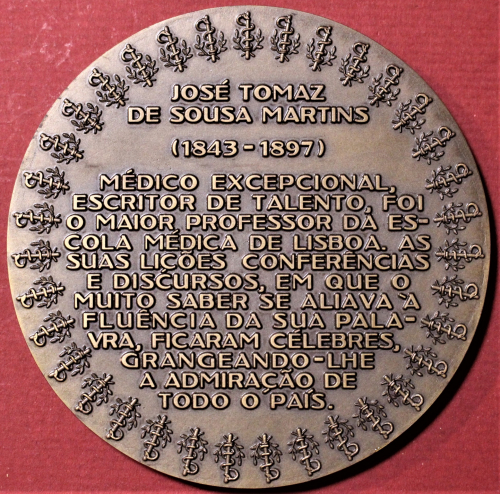 JOSÉ TOMAZ
DE SOUSA MARTINS
(1843-1897)
MÉDICO EXCEPCIONAL,
ESCRITOR DE TALENTO, FOI
O MAIOR PROFESSOR DA ES-
COLA MÉDICA DE LISBOA. AS
SUAS LIÇÕES CONFERÊNCIAS
E DISCURSOS, EM QUE O
MUITO SABER SE ALIAVA À
FLUÊNCIA DA SUA PALA-
VRA, FICARAM CÉLEBRES,
GRANGEANDO-LHE
A ADMIRAÇÃO DE
TODO O PAÍS.